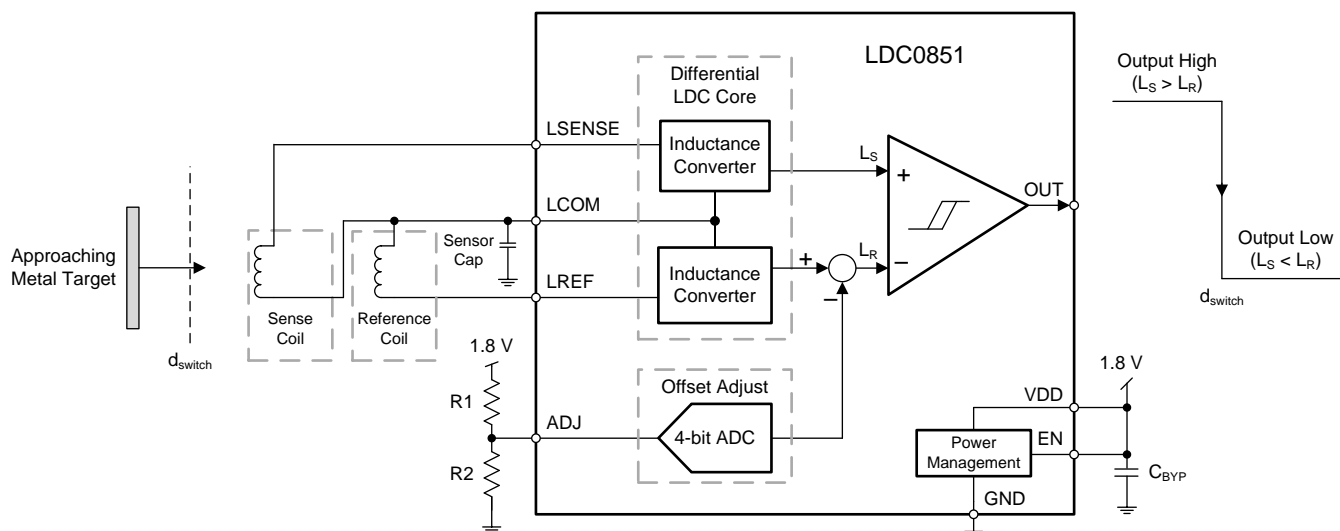 LDC0851
Output High
(LS > LR)
Differential
LDC Core
LSENSE
Inductance
Converter
LS
+
OUT
LCOM
Approaching
Metal Target
Sensor
Cap
Output Low
(LS < LR)
LREF
Inductance
Converter
+
LR
−
−
Sense
Coil
Reference
Coil
dswitch
dswitch
1.8 V
Offset Adjust
1.8 V
R1
VDD
ADJ
4-bit ADC
Power
Management
EN
R2
CBYP
GND